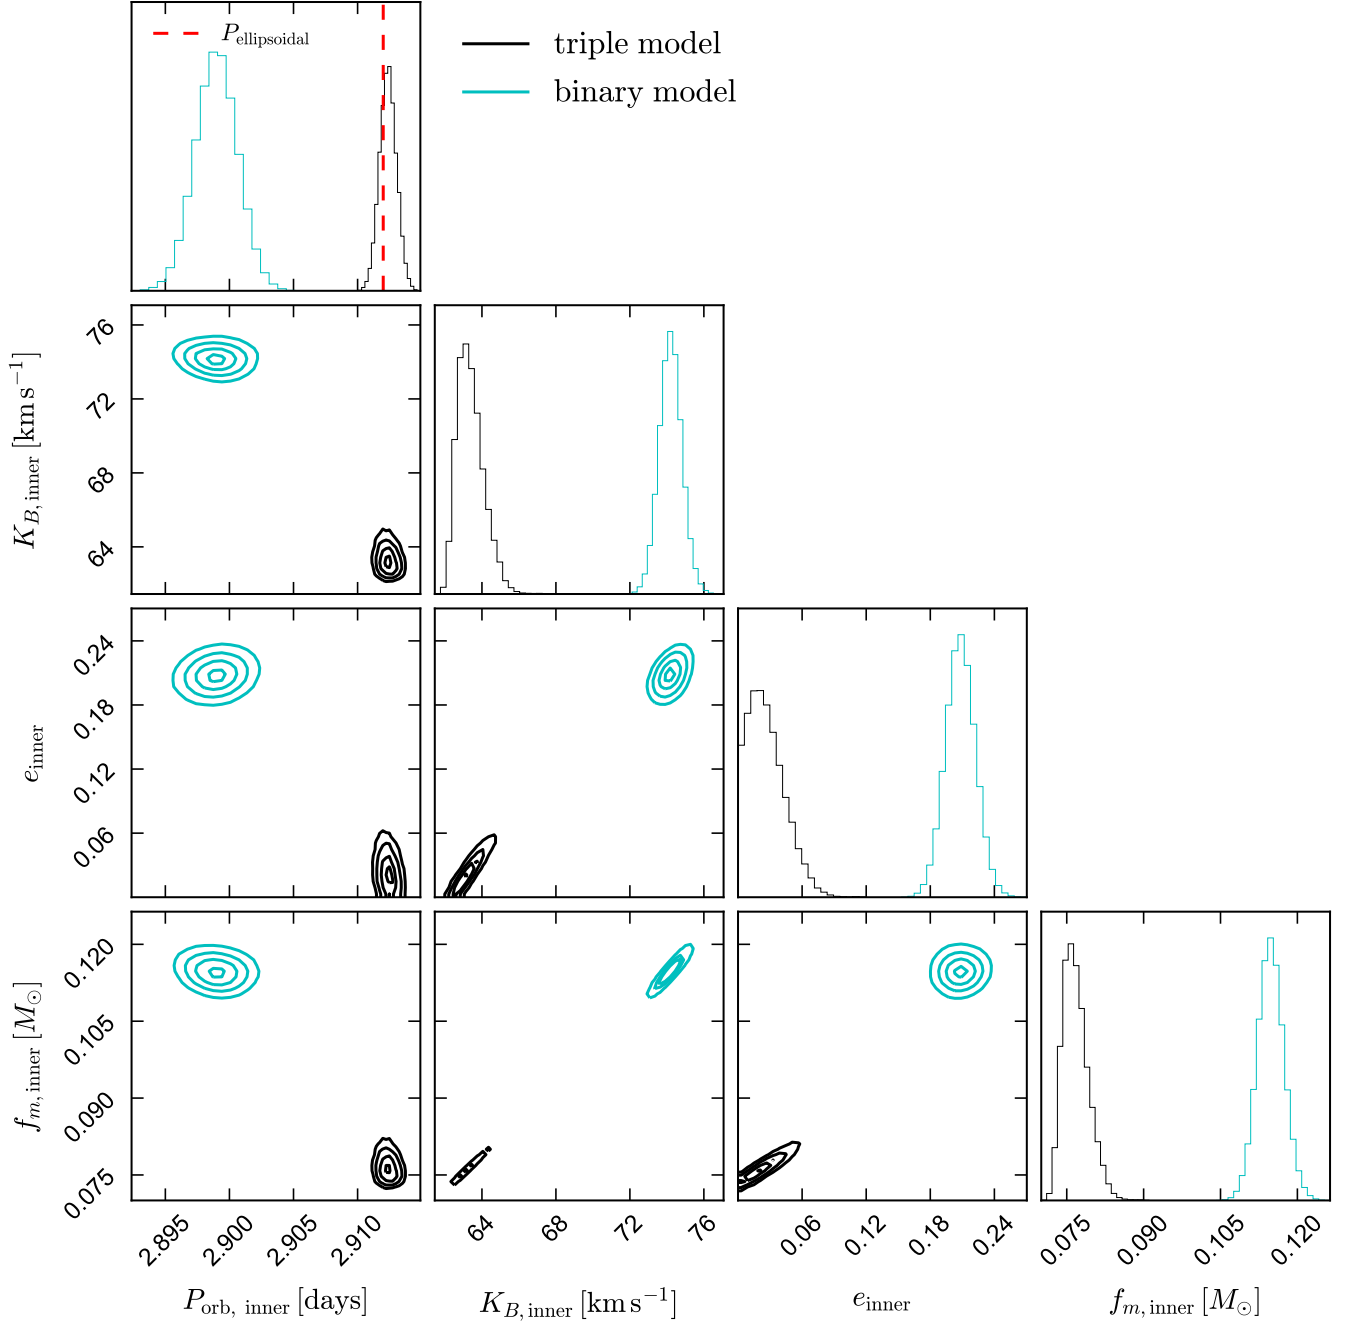 P_ellipsoidal
triple model
binary model
K_B, inner [km s^−1]
76
72
68
64
e_inner
0.24
0.18
0.12
0.06
f_m, inner [M_⊙]
0.120
0.105
0.090
0.075
2.895 2.900 2.905 2.910
64 68 72 76
0.06 0.12 0.18 0.24
0.075 0.090 0.105 0.120
P_orb, inner [days]
K_B, inner [km s^−1]
e_inner
f_m, inner [M_⊙]